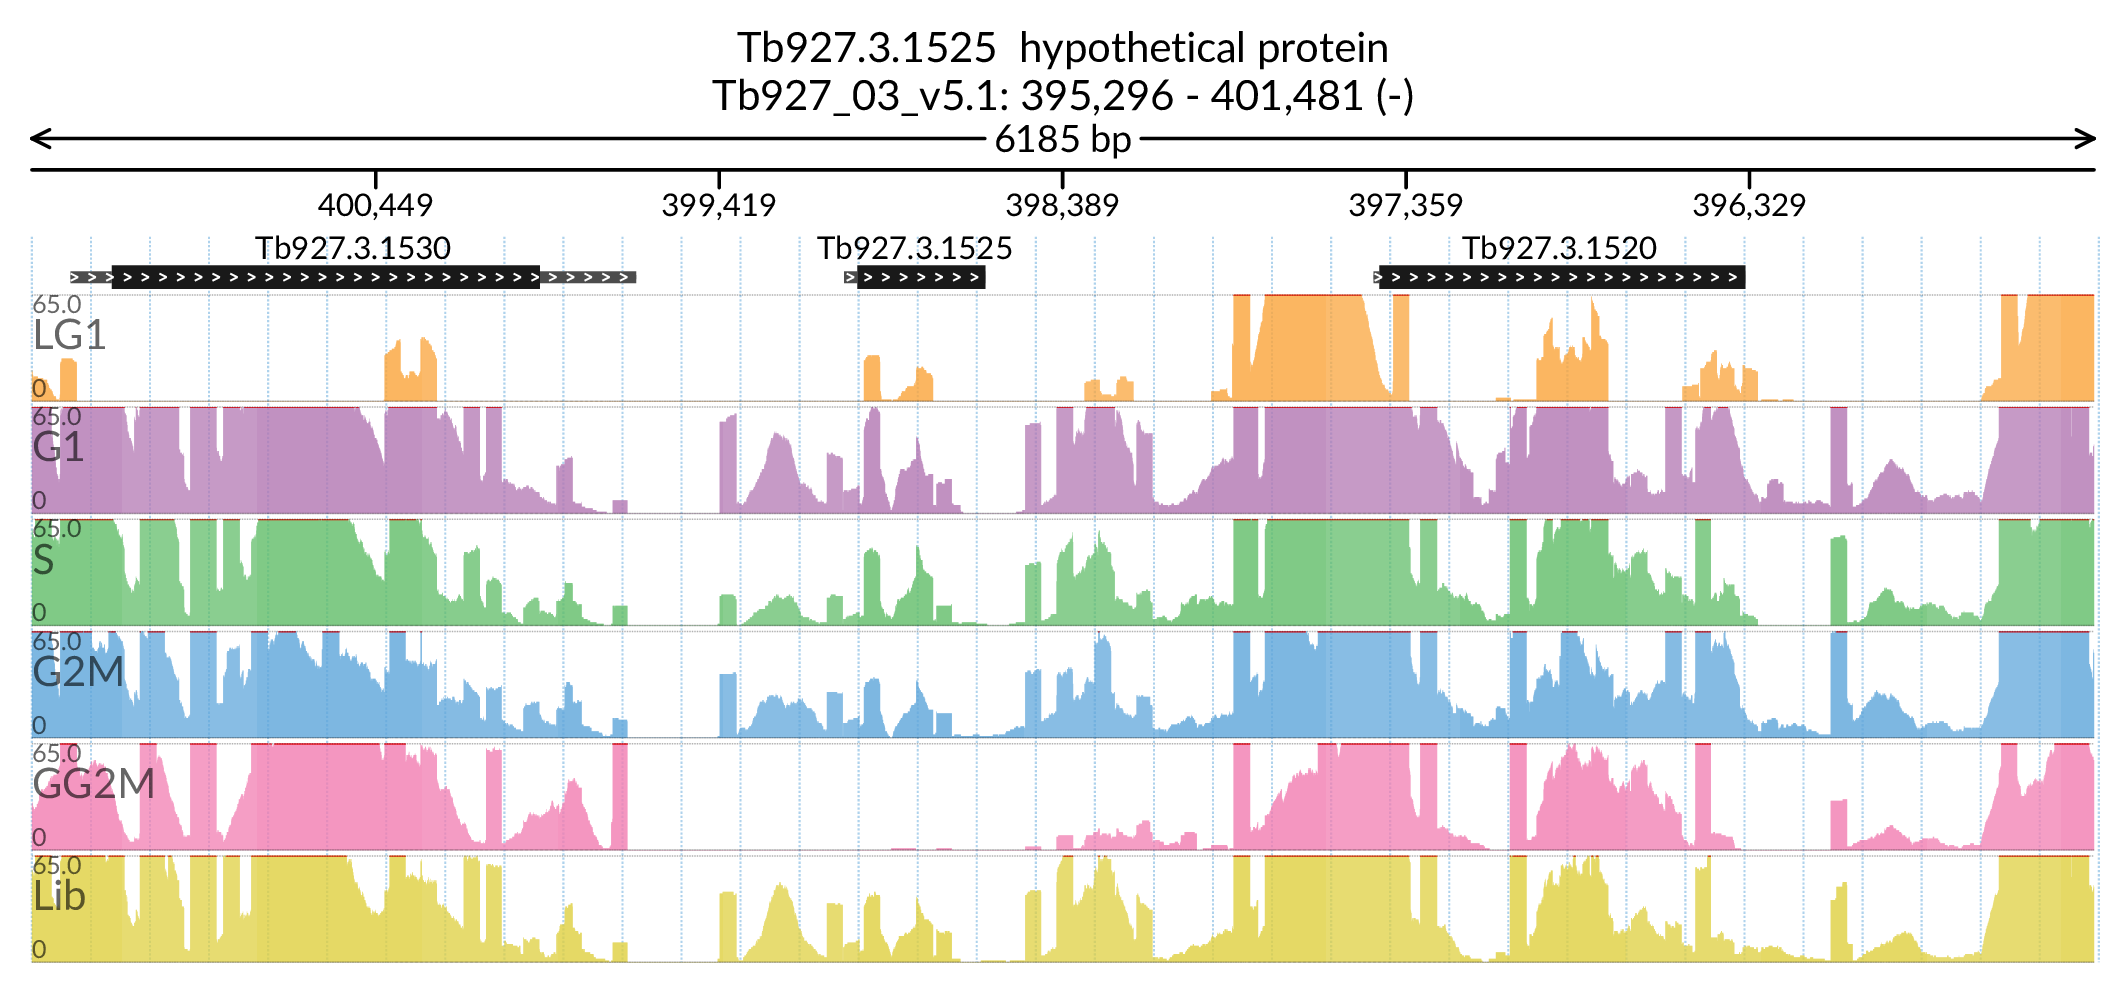 Tb927.3.1525  hypothetical protein
Tb927_03_v5.1: 395,296 - 401,481 (-)
6185 bp
400,449 399,419 398,389 397,359 396,329
Tb927.3.1530 Tb927.3.1525 Tb927.3.1520
65.0
LG1
0
65.0
G1
0
65.0
S
0
65.0
G2M
0
65.0
GG2M
0
65.0
Lib
0